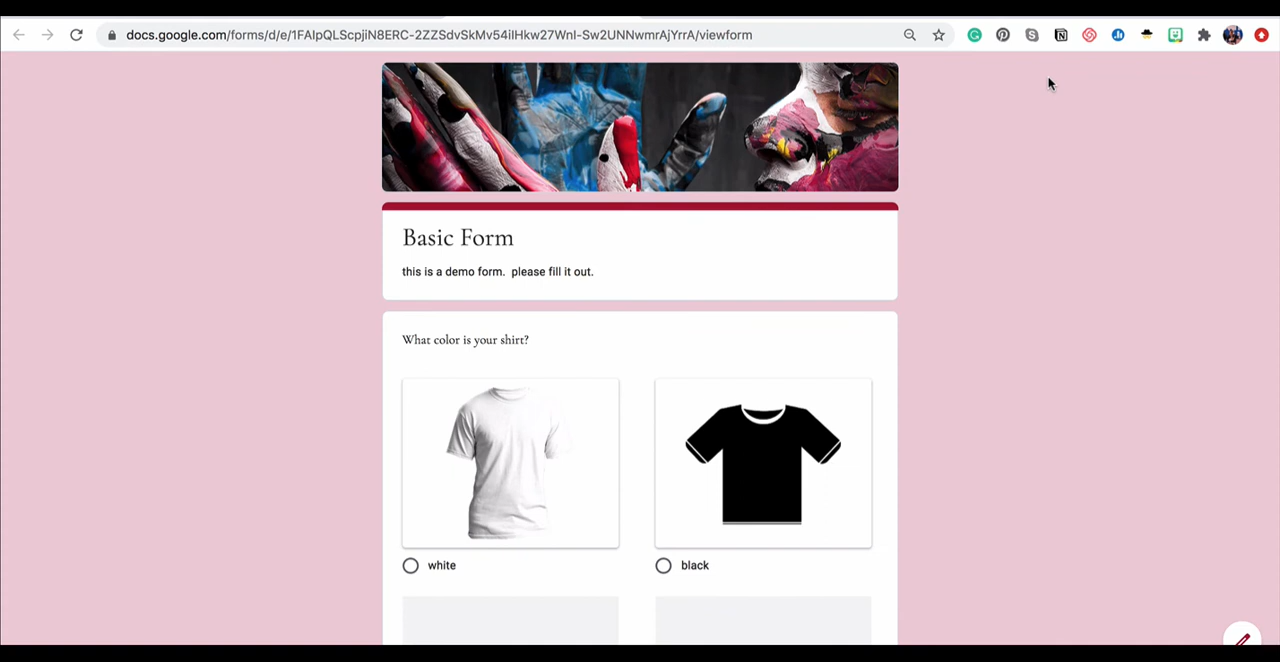 docs.google.com/forms/d/e/1FAIpQLScpjiN8ERC-2ZZSdvSkMv54iIHkw27WnI-Sw2UNNwmrAjYrrA/viewform
Basic Form
this is a demo form.  please fill it out.
What color is your shirt?
white
black